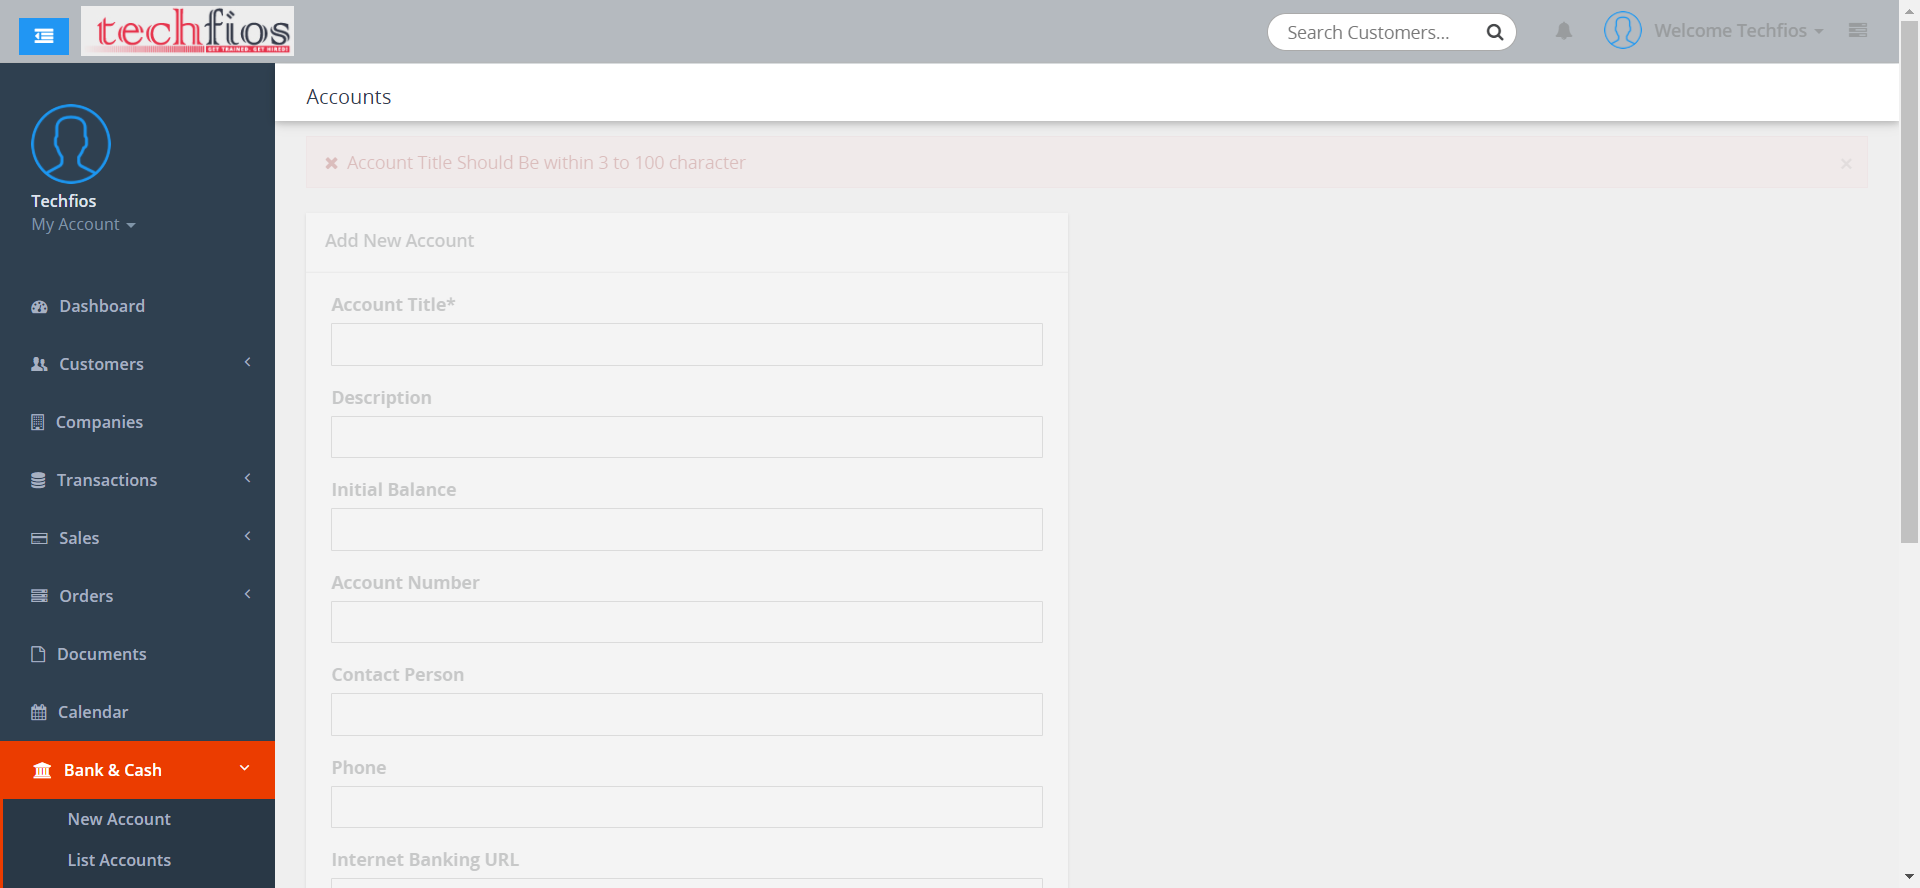 techfios
GET TRAINED. GET HIRED!
Search Customers...
Welcome Techfios
Accounts
Techfios
My Account
Account Title Should Be within 3 to 100 character
Add New Account
Account Title*
Description
Initial Balance
Account Number
Contact Person
Phone
Internet Banking URL
Dashboard
Customers
Companies
Transactions
Sales
Orders
Documents
Calendar
Bank & Cash
New Account
List Accounts